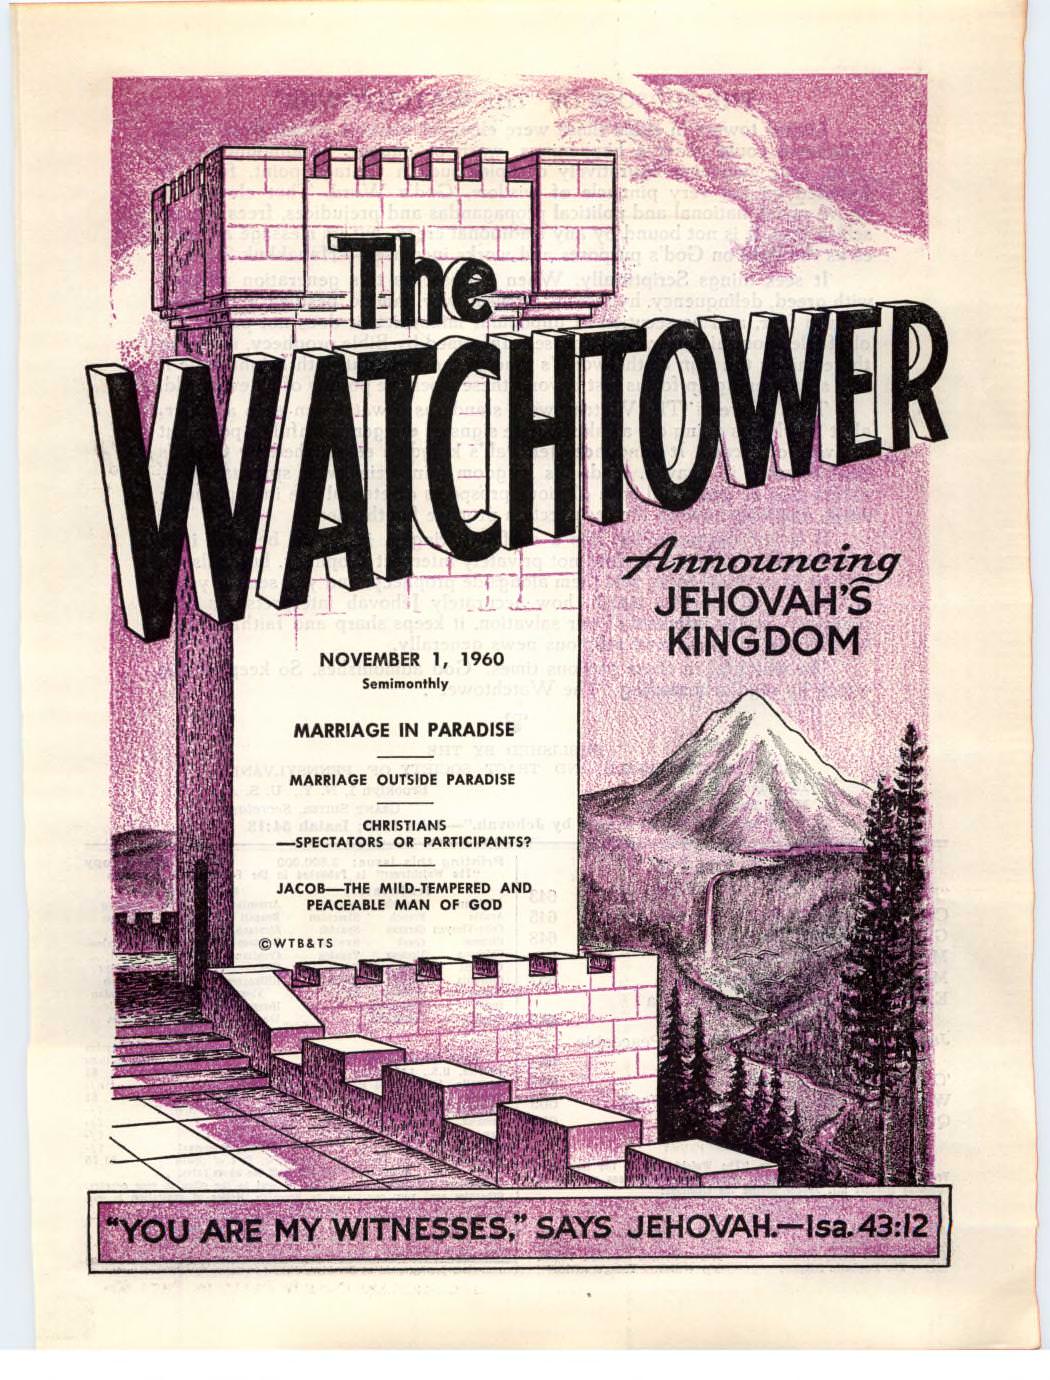 The
WATCHTOWER
Announcing
JEHOVAH'S
KINGDOM
NOVEMBER 1, 1960
Semimonthly
MARRIAGE IN PARADISE
MARRIAGE OUTSIDE PARADISE
CHRISTIANS
—SPECTATORS OR PARTICIPANTS?
JACOB—THE MILD-TEMPERED AND
PEACEABLE MAN OF GOD
©WTB&TS
"YOU ARE MY WITNESSES," SAYS JEHOVAH.—Isa. 43:12